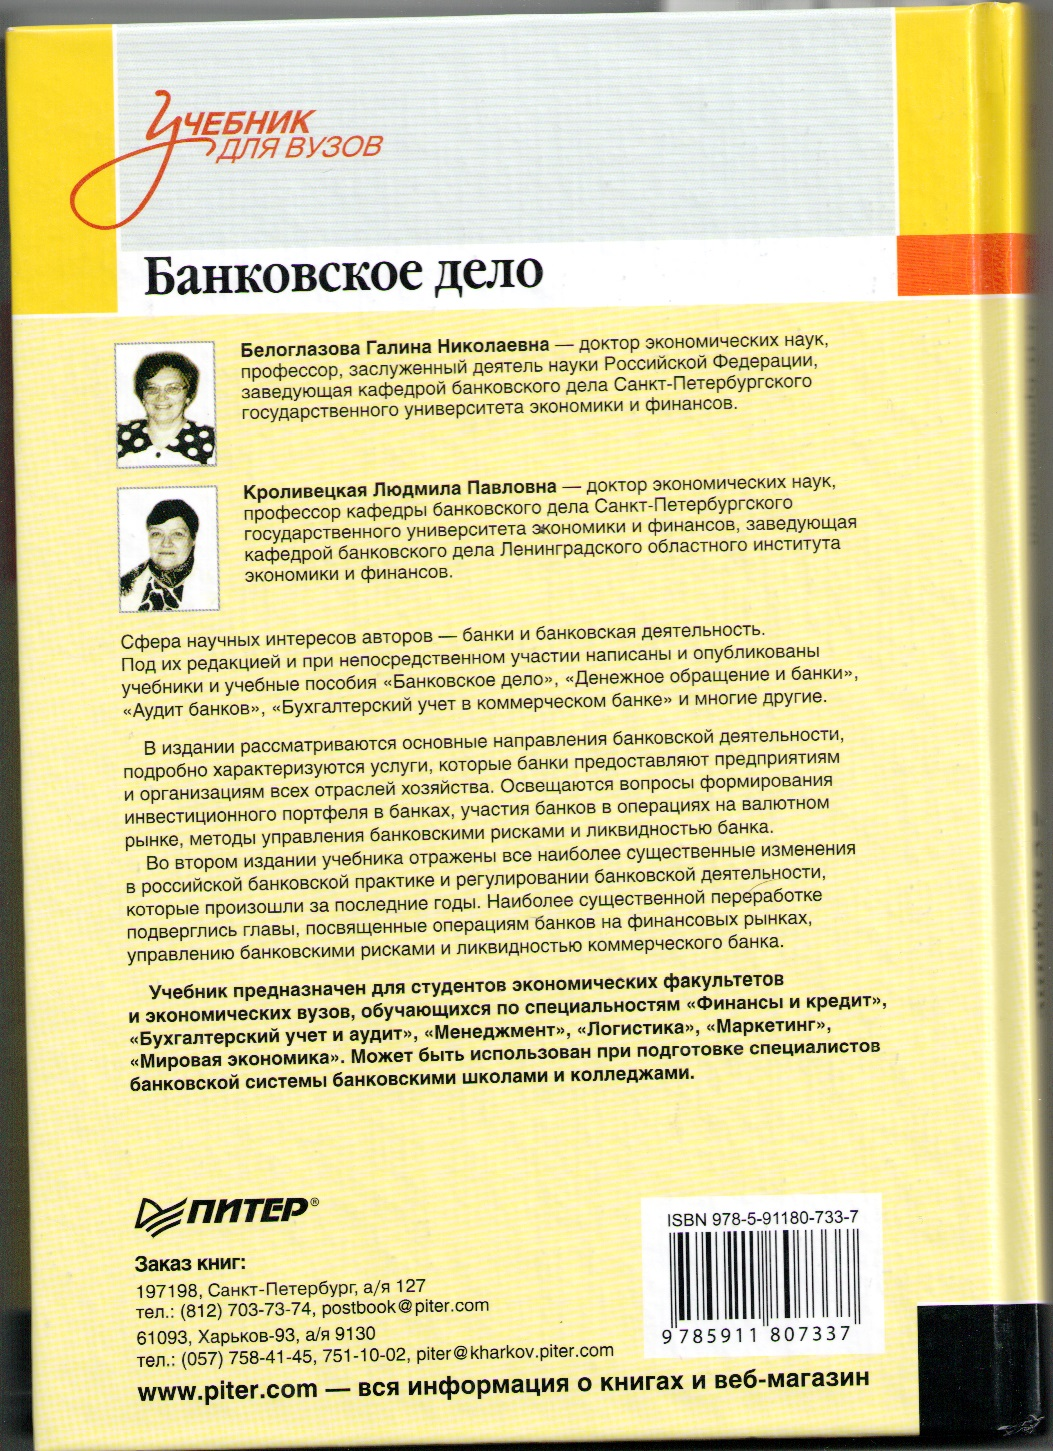 Учебник
для вузов
Банковское дело
Белоглазова Галина Николаевна — доктор экономических наук,
профессор, заслуженный деятель науки Российской Федерации,
заведующая кафедрой банковского дела Санкт-Петербургского
государственного университета экономики и финансов.
Кроливецкая Людмила Павловна — доктор экономических наук,
профессор кафедры банковского дела Санкт-Петербургского
государственного университета экономики и финансов, заведующая
кафедрой банковского дела Ленинградского областного института
экономики и финансов.
Сфера научных интересов авторов — банки и банковская деятельность.
Под их редакцией и при непосредственном участии написаны и опубликованы
учебники и учебные пособия «Банковское дело», «Денежное обращение и банки»,
«Аудит банков», «Бухгалтерский учет в коммерческом банке» и многие другие.
В издании рассматриваются основные направления банковской деятельности,
подробно характеризуются услуги, которые банки предоставляют предприятиям
и организациям всех отраслей хозяйства. Освещаются вопросы формирования
инвестиционного портфеля в банках, участия банков в операциях на валютном
рынке, методы управления банковскими рисками и ликвидностью банка.
Во втором издании учебника отражены все наиболее существенные изменения
в российской банковской практике и регулировании банковской деятельности,
которые произошли за последние годы. Наиболее существенной переработке
подверглись главы, посвященные операциям банков на финансовых рынках,
управлению банковскими рисками и ликвидностью коммерческого банка.
Учебник предназначен для студентов экономических факультетов
и экономических вузов, обучающихся по специальностям «Финансы и кредит»,
«Бухгалтерский учет и аудит», «Менеджмент», «Логистика», «Маркетинг»,
«Мировая экономика». Может быть использован при подготовке специалистов
банковской системы банковскими школами и колледжами.
ПИТЕР®
Заказ книг:
197198, Санкт-Петербург, а/я 127
тел.: (812) 703-73-74, postbook@piter.com
61093, Харьков-93, а/я 9130
тел.: (057) 758-41-45, 751-10-02, piter@kharkov.piter.com
www.piter.com — вся информация о книгах и веб-магазин
ISBN 978-5-91180-733-7
9 785911 807337